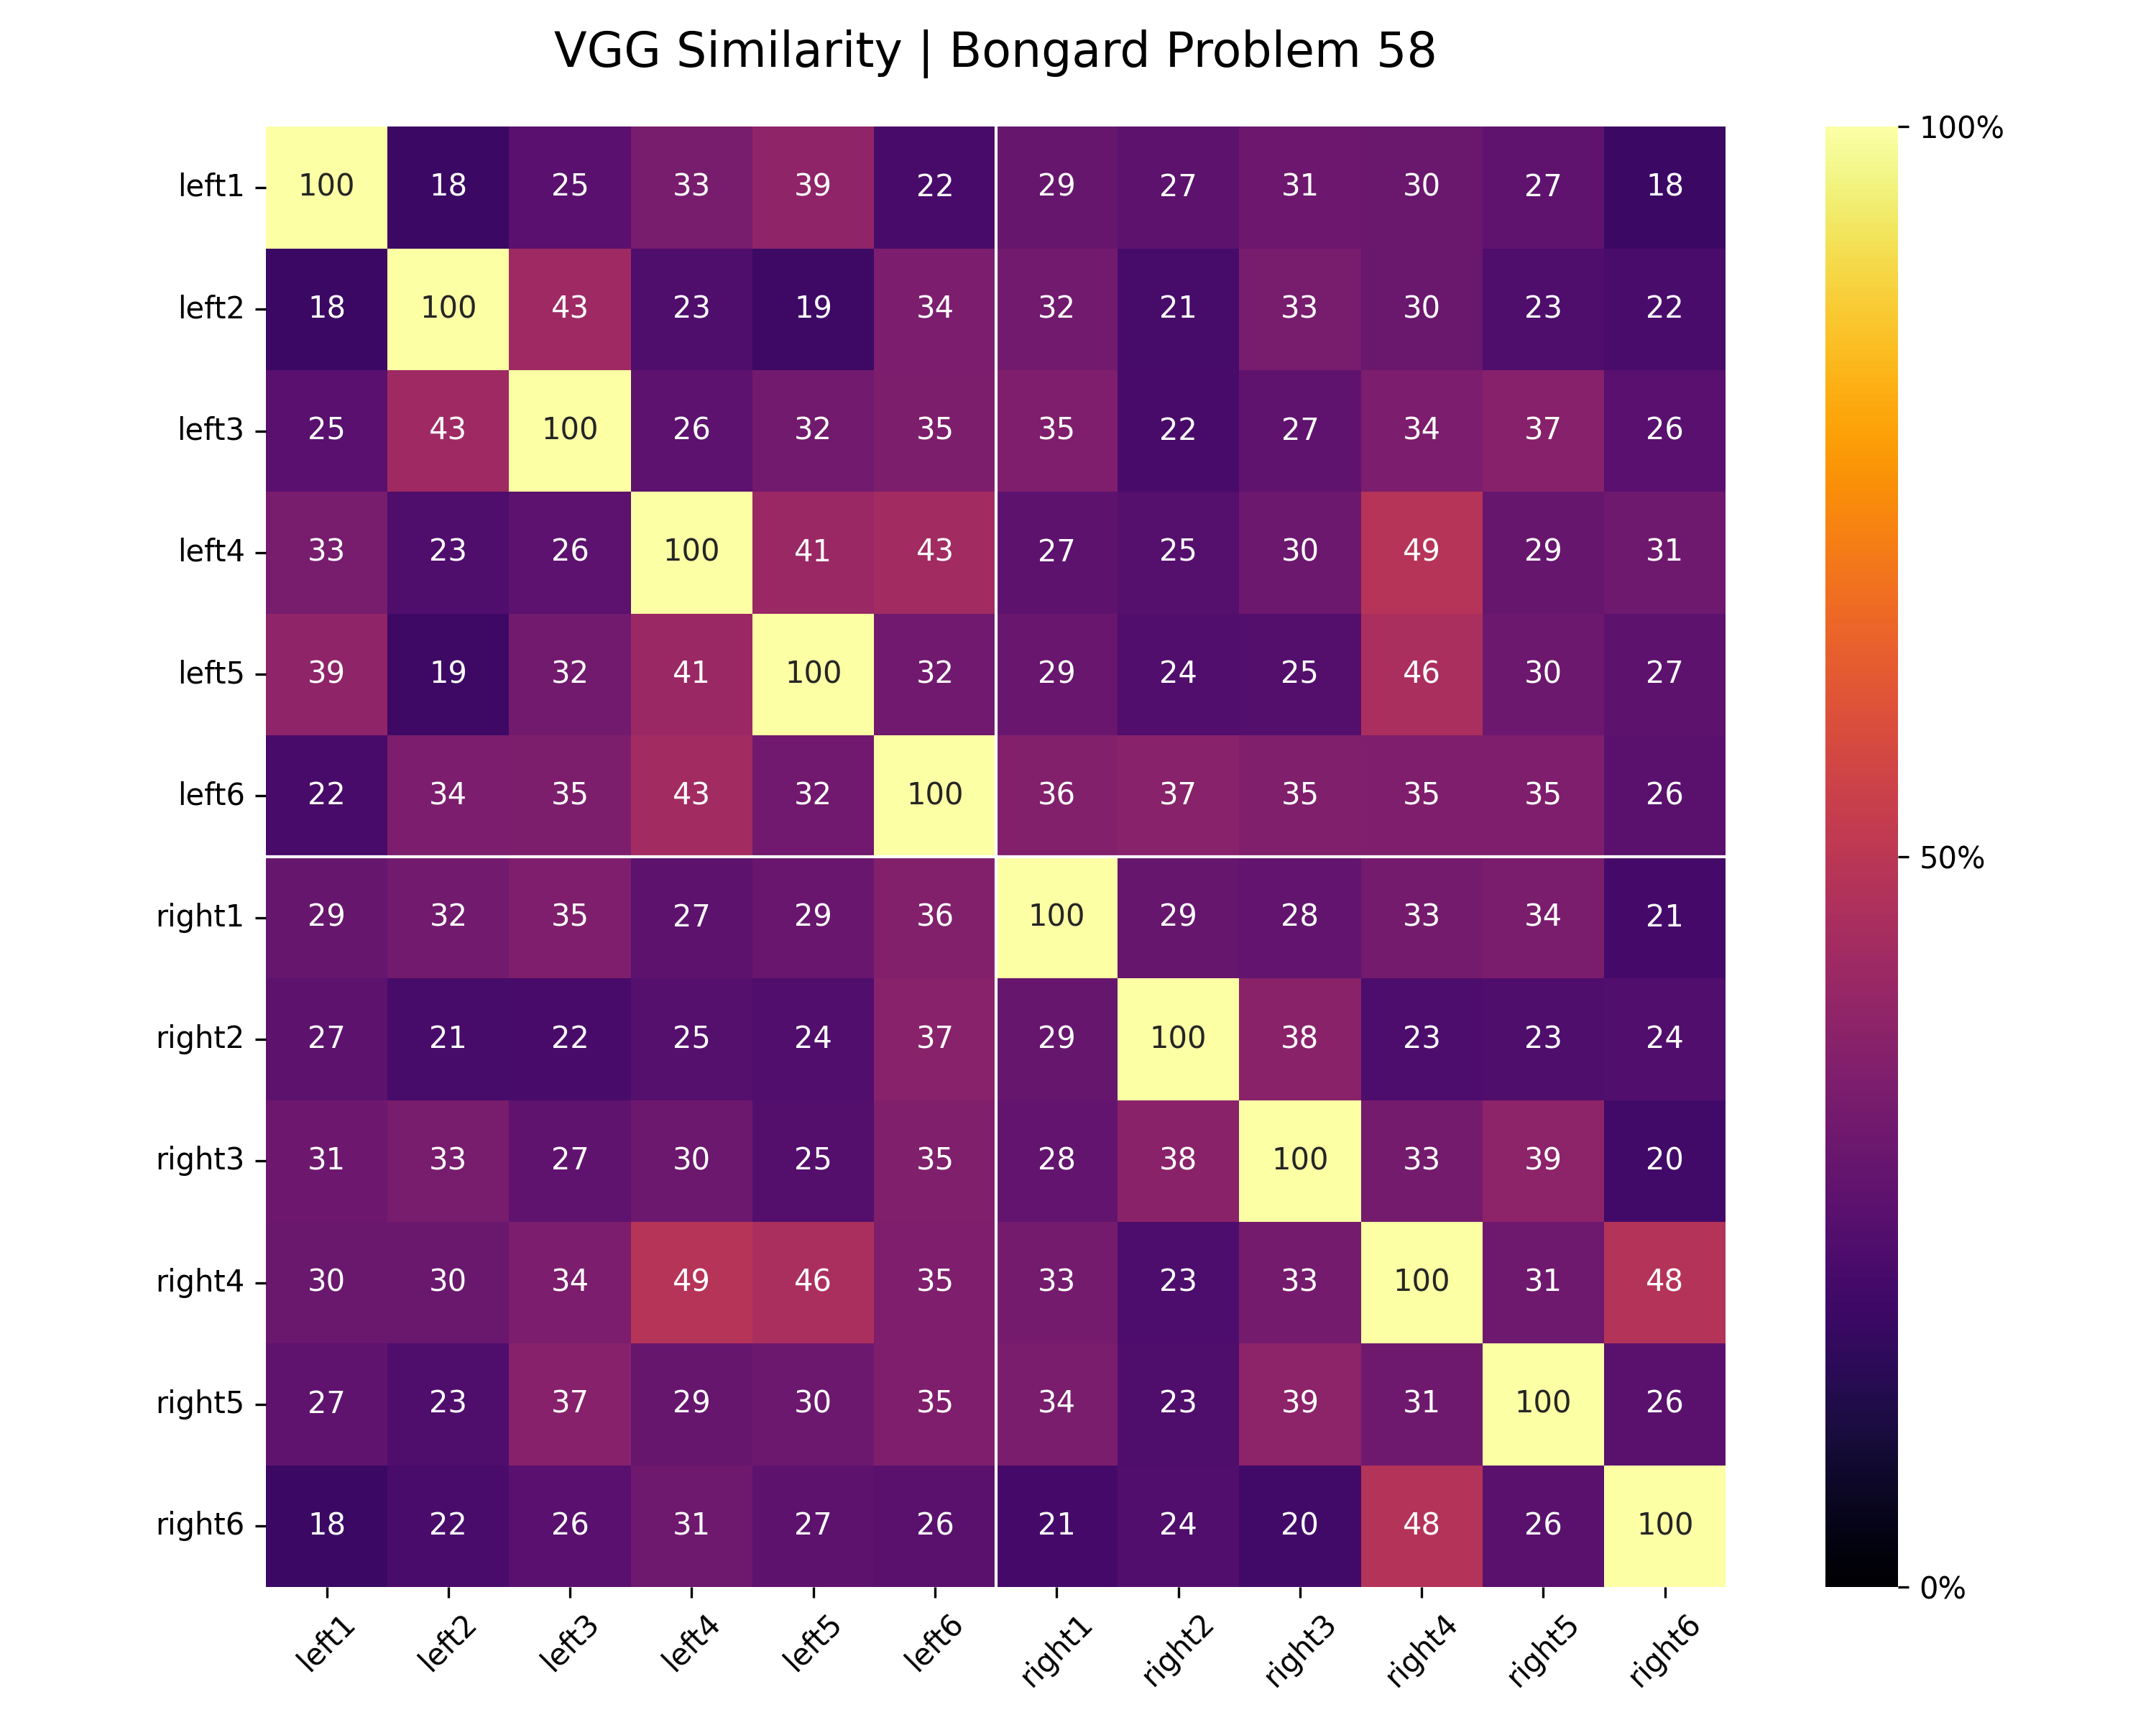 VGG Similarity | Bongard Problem 58
left1 100 18 25 33 39 22 29 27 31 30 27 18
left2 18 100 43 23 19 34 32 21 33 30 23 22
left3 25 43 100 26 32 35 35 22 27 34 37 26
left4 33 23 26 100 41 43 27 25 30 49 29 31
left5 39 19 32 41 100 32 29 24 25 46 30 27
left6 22 34 35 43 32 100 36 37 35 35 35 26
right1 29 32 35 27 29 36 100 29 28 33 34 21
right2 27 21 22 25 24 37 29 100 38 23 23 24
right3 31 33 27 30 25 35 28 38 100 33 39 20
right4 30 30 34 49 46 35 33 23 33 100 31 48
right5 27 23 37 29 30 35 34 23 39 31 100 26
right6 18 22 26 31 27 26 21 24 20 48 26 100
left1 left2 left3 left4 left5 left6 right1 right2 right3 right4 right5 right6
100%
50%
0%